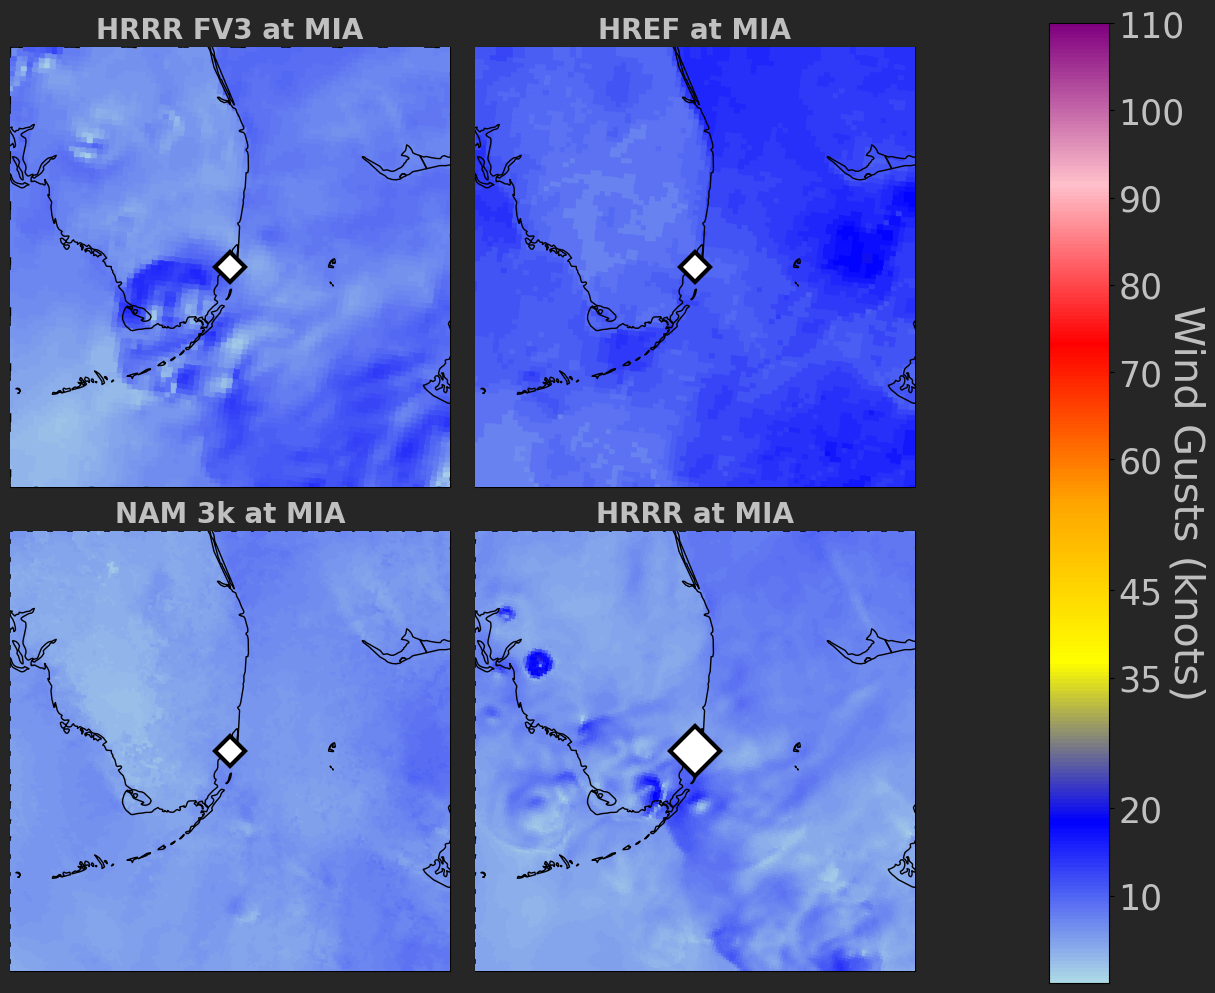 HRRR FV3 at MIA
HREF at MIA
NAM 3k at MIA
HRRR at MIA
110
100
90
80
70
60
45
35
20
10
Wind Gusts (knots)